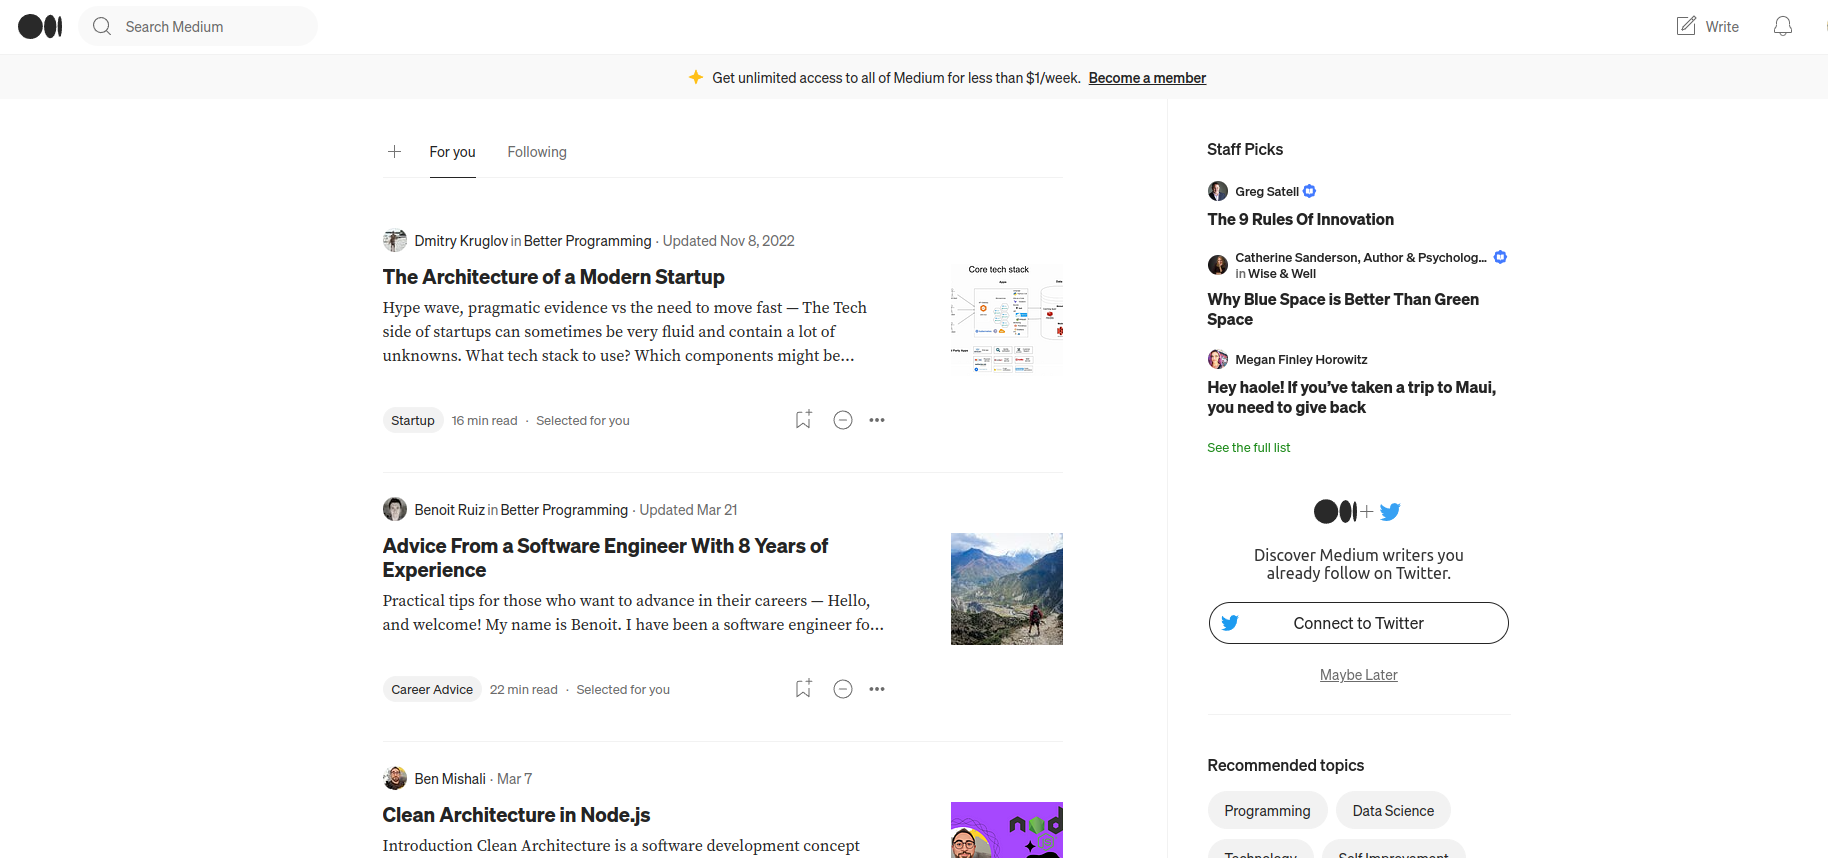 Search Medium
Write
Get unlimited access to all of Medium for less than $1/week. Become a member
For you
Following
Dmitry Kruglov in Better Programming · Updated Nov 8, 2022
The Architecture of a Modern Startup
Hype wave, pragmatic evidence vs the need to move fast — The Tech
side of startups can sometimes be very fluid and contain a lot of
unknowns. What tech stack to use? Which components might be...
Core tech stack
Apps
Startup
16 min read · Selected for you
Benoit Ruiz in Better Programming · Updated Mar 21
Advice From a Software Engineer With 8 Years of
Experience
Practical tips for those who want to advance in their careers — Hello,
and welcome! My name is Benoit. I have been a software engineer fo...
Career Advice
22 min read · Selected for you
Ben Mishali · Mar 7
Clean Architecture in Node.js
Introduction Clean Architecture is a software development concept
Staff Picks
Greg Satell
The 9 Rules Of Innovation
Catherine Sanderson, Author & Psycholog...
in Wise & Well
Why Blue Space is Better Than Green
Space
Megan Finley Horowitz
Hey haole! If you’ve taken a trip to Maui,
you need to give back
See the full list
Discover Medium writers you
already follow on Twitter.
Connect to Twitter
Maybe Later
Recommended topics
Programming
Data Science
Technology
Self Improvement